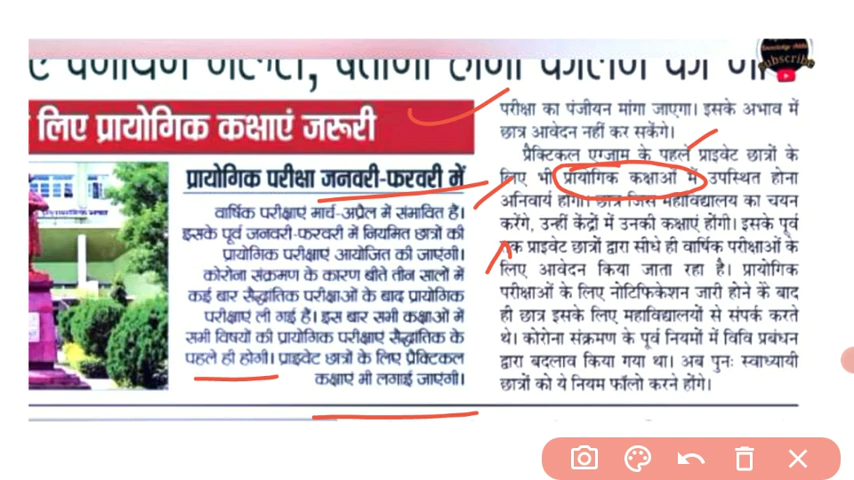 लिए प्रायोगिक कक्षाएं जरूरी
प्रायोगिक परीक्षा जनवरी-फरवरी में
वार्षिक परीक्षाएं मार्च-अप्रैल में संभावित हैं।
इसके पूर्व जनवरी-फरवरी में नियमित छात्रों की
प्रायोगिक परीक्षाएं आयोजित की जाएंगी।
कोरोना संक्रमण के कारण बीते तीन सालों में
कई बार सैद्धांतिक परीक्षाओं के बाद प्रायोगिक
परीक्षाएं ली गई हैं। इस बार सभी कक्षाओं में
सभी विषयों की प्रायोगिक परीक्षाएं सैद्धांतिक के
पहले ही होंगी। प्राइवेट छात्रों के लिए प्रैक्टिकल
कक्षाएं भी लगाई जाएंगी।
परीक्षा का पंजीयन मांगा जाएगा। इसके अभाव में
छात्र आवेदन नहीं कर सकेंगे।
प्रैक्टिकल एग्जाम के पहले प्राइवेट छात्रों के
लिए भी प्रायोगिक कक्षाओं में उपस्थित होना
अनिवार्य होगा। छात्र जिस महाविद्यालय का चयन
करेंगे, उन्हीं केंद्रों में उनकी कक्षाएं होंगी। इसके पूर्व
तक प्राइवेट छात्रों द्वारा सीधे ही वार्षिक परीक्षाओं के
लिए आवेदन किया जाता रहा है। प्रायोगिक
परीक्षाओं के लिए नोटिफिकेशन जारी होने के बाद
ही छात्र इसके लिए महाविद्यालयों से संपर्क करते
थे। कोरोना संक्रमण के पूर्व नियमों में विवि प्रबंधन
द्वारा बदलाव किया गया था। अब पुनः स्वाध्यायी
छात्रों को ये नियम फॉलो करने होंगे।
subscribe